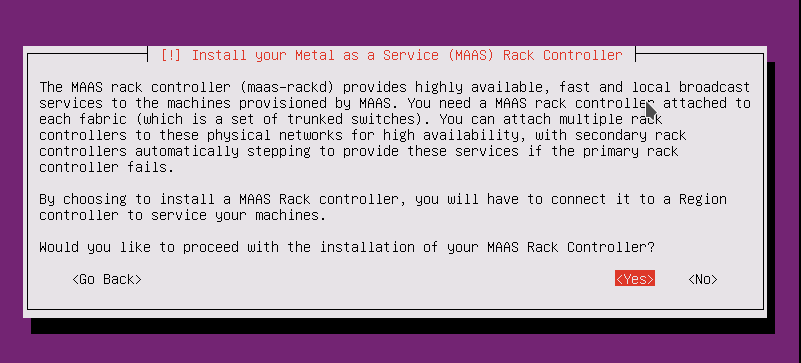 [!] Install your Metal as a Service (MAAS) Rack Controller
The MAAS rack controller (maas-rackd) provides highly available, fast and local broadcast
services to the machines provisioned by MAAS. You need a MAAS rack controller attached to
each fabric (which is a set of trunked switches). You can attach multiple rack
controllers to these physical networks for high availability, with secondary rack
controllers automatically stepping to provide these services if the primary rack
controller fails.
By choosing to install a MAAS Rack controller, you will have to connect it to a Region
controller to service your machines.
Would you like to proceed with the installation of your MAAS Rack Controller?
<Go Back> <Yes> <No>